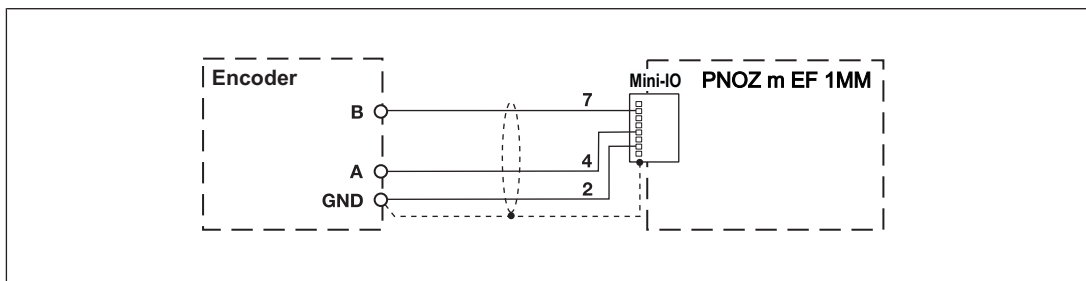 Encoder
Mini-IO
PNOZ m EF 1MM
B
7
A
4
GND
2